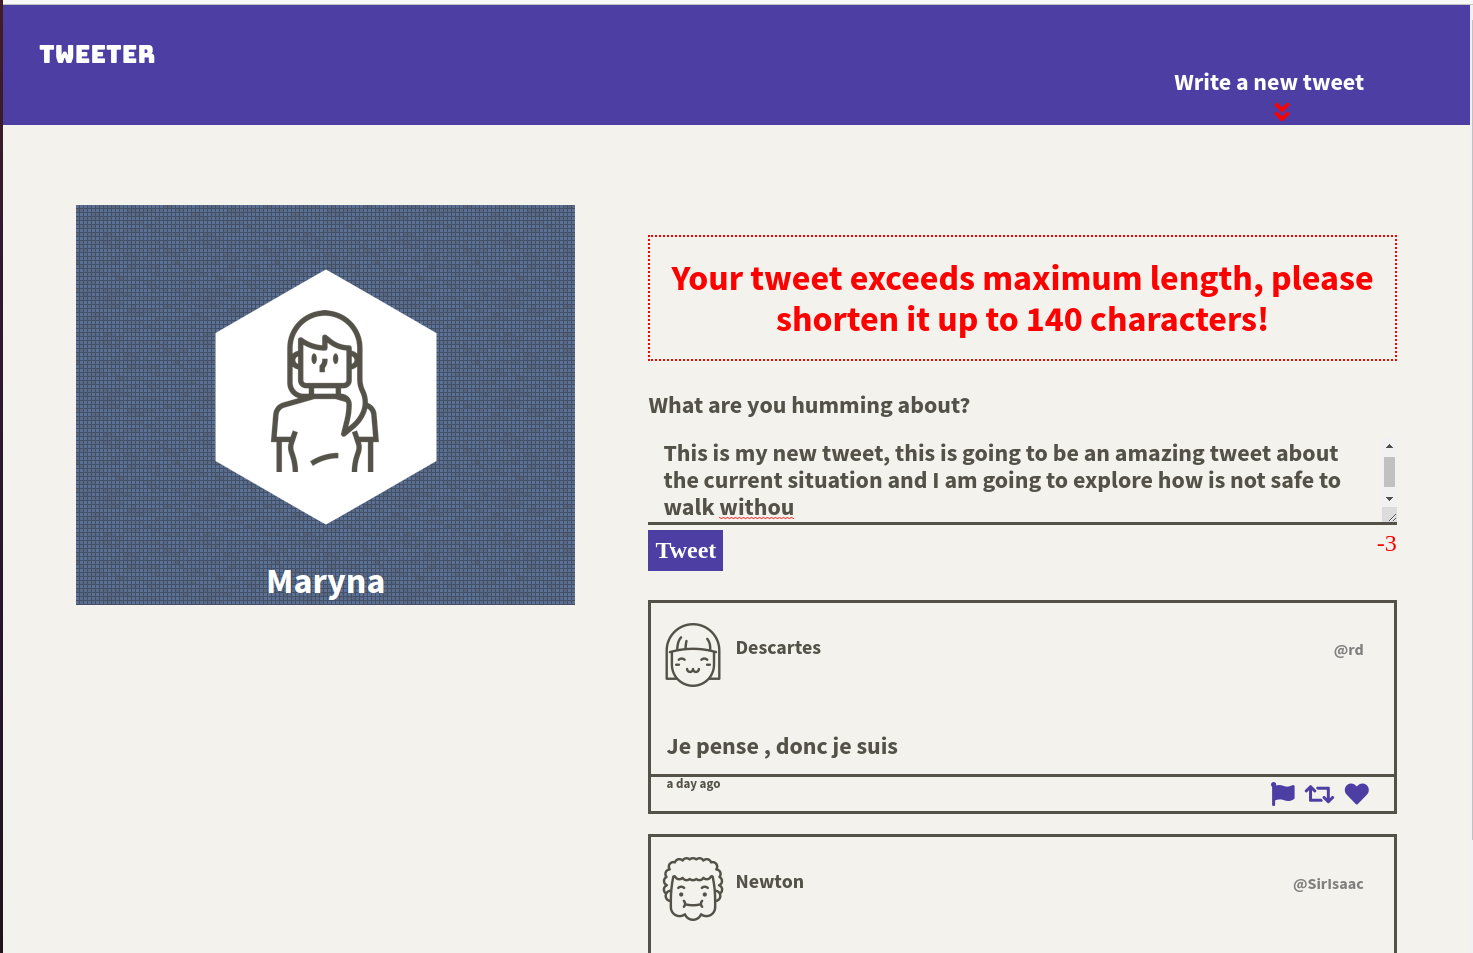 TWEETER
Write a new tweet
Maryna
Your tweet exceeds maximum length, please
shorten it up to 140 characters!
What are you humming about?
This is my new tweet, this is going to be an amazing tweet about
the current situation and I am going to explore how is not safe to
walk withou
Tweet
-3
Descartes
@rd
Je pense , donc je suis
a day ago
Newton
@SirIsaac